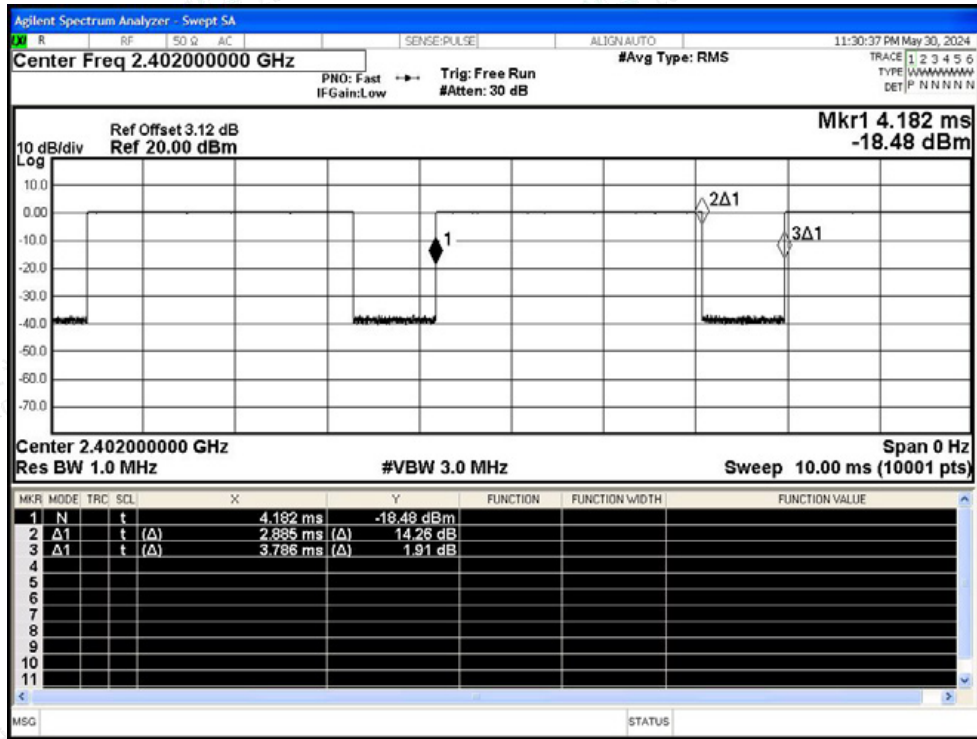 Agilent Spectrum Analyzer - Swept SA
R RF 50 Ω AC SENSE:PULSE ALIGN AUTO 11:30:37 PM May 30, 2024
Center Freq 2.402000000 GHz #Avg Type: RMS TRACE 1 2 3 4 5 6
PNO: Fast Trig: Free Run TYPE WWWWWW
IFGain:Low #Atten: 30 dB DET P N N N N N
Mkr1 4.182 ms
Ref Offset 3.12 dB
10 dB/div Ref 20.00 dBm -18.48 dBm
Log
10.0
0.00 2Δ1
-10.0 1 3Δ1
-20.0
-30.0
-40.0
-50.0
-60.0
-70.0
Center 2.402000000 GHz Span 0 Hz
Res BW 1.0 MHz #VBW 3.0 MHz Sweep 10.00 ms (10001 pts)
MKR MODE TRC SCL X Y FUNCTION FUNCTION WIDTH FUNCTION VALUE
1 N t 4.182 ms -18.48 dBm
2 Δ1 t (Δ) 2.885 ms (Δ) 14.26 dB
3 Δ1 t (Δ) 3.786 ms (Δ) 1.91 dB
4
5
6
7
8
9
10
11
MSG STATUS